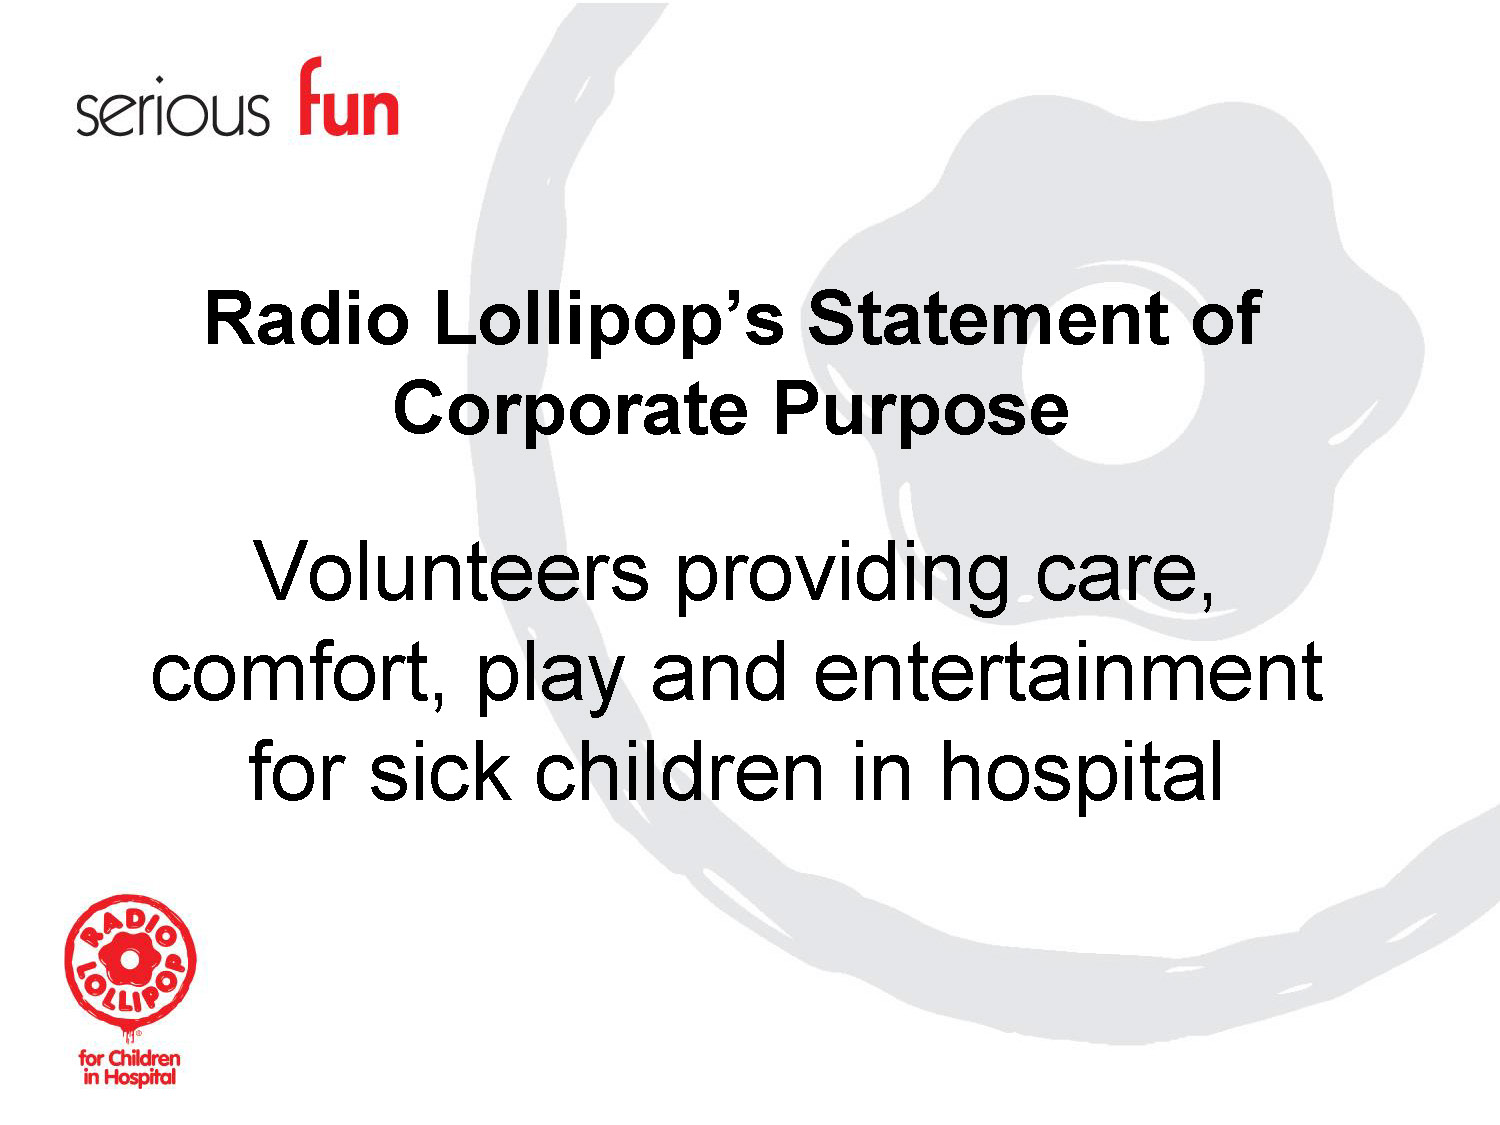 serious fun
Radio Lollipop’s Statement of
Corporate Purpose
Volunteers providing care,
comfort, play and entertainment
for sick children in hospital
RADIO
LOLLIPOP
®
for Children
in Hospital